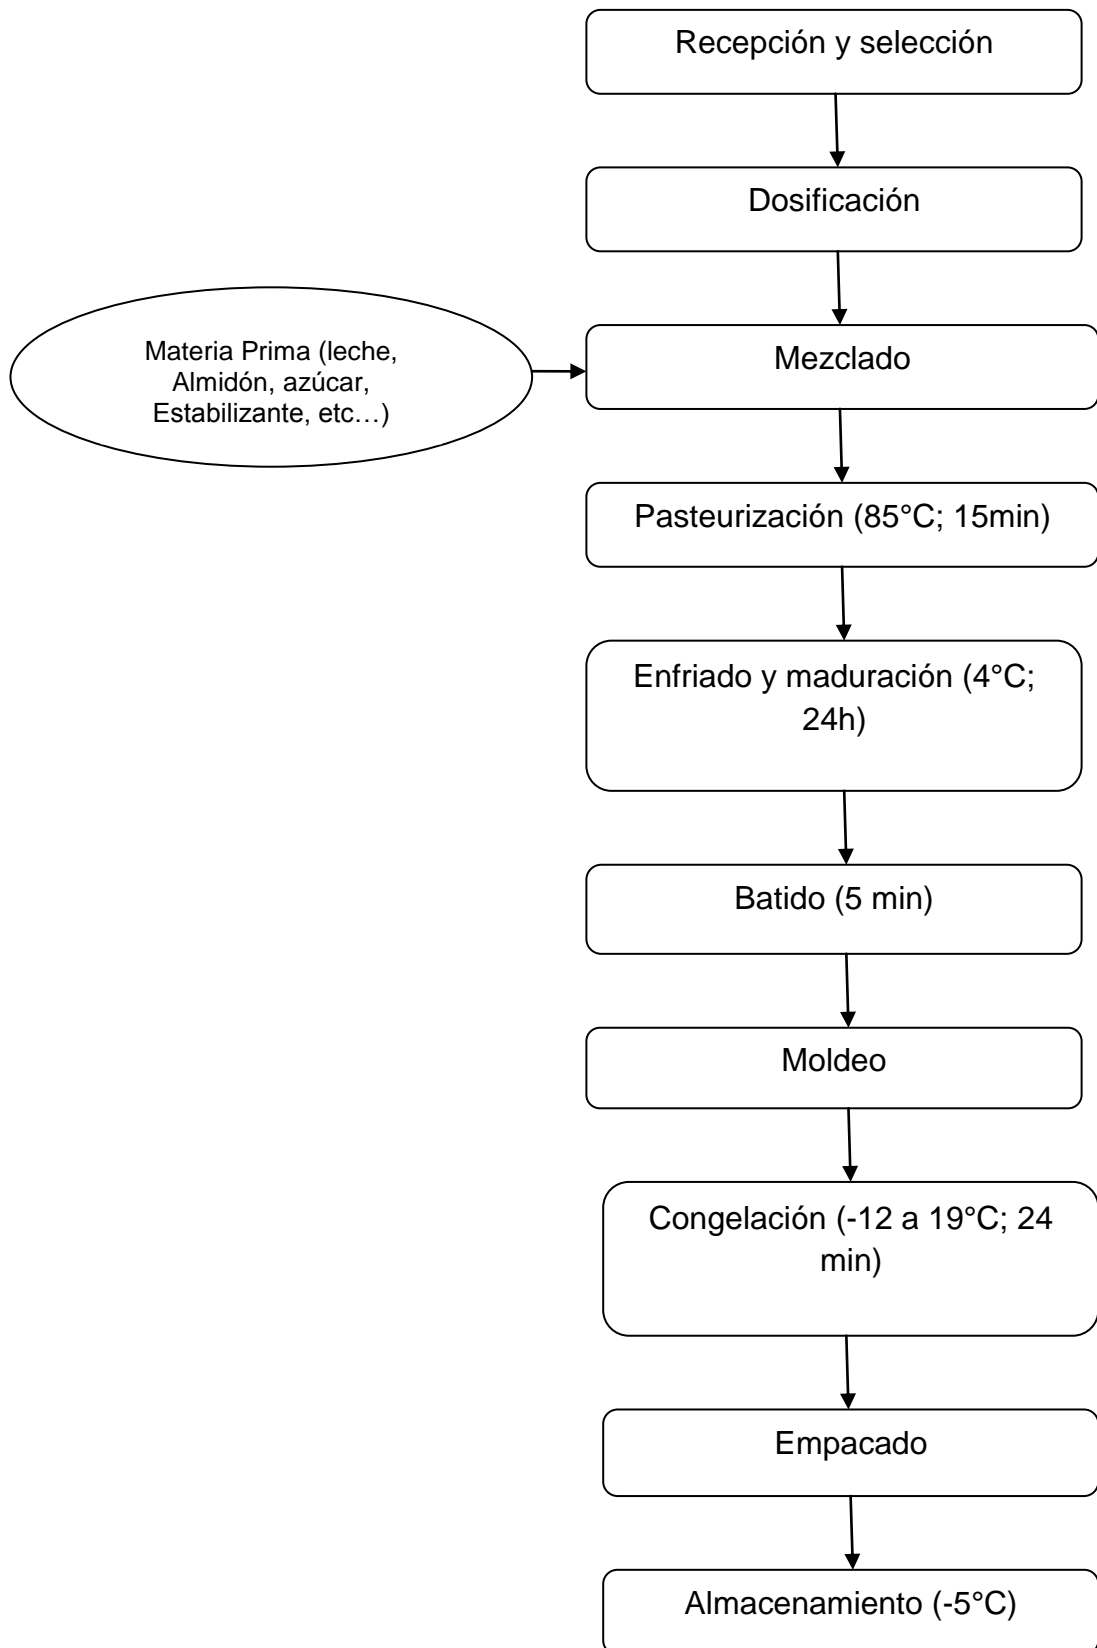 Recepción y selección
Dosificación
Materia Prima (leche,
Almidón, azúcar,
Estabilizante, etc…)
Mezclado
Pasteurización (85°C; 15min)
Enfriado y maduración (4°C;
24h)
Batido (5 min)
Moldeo
Congelación (-12 a 19°C; 24
min)
Empacado
Almacenamiento (-5°C)